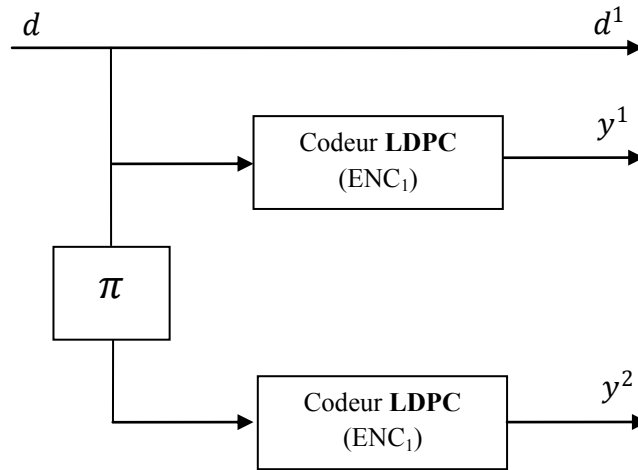 d d¹
y¹
Codeur LDPC
(ENC₁)
π
y²
Codeur LDPC
(ENC₁)